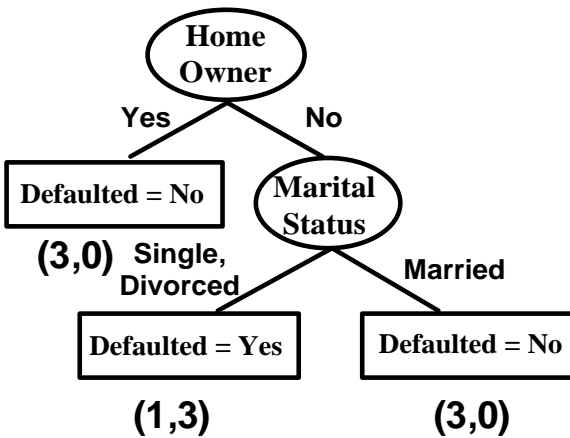 Home
Owner
Yes
No
Defaulted = No
Marital
Status
(3,0)
Single,
Divorced
Married
Defaulted = Yes
Defaulted = No
(1,3)
(3,0)